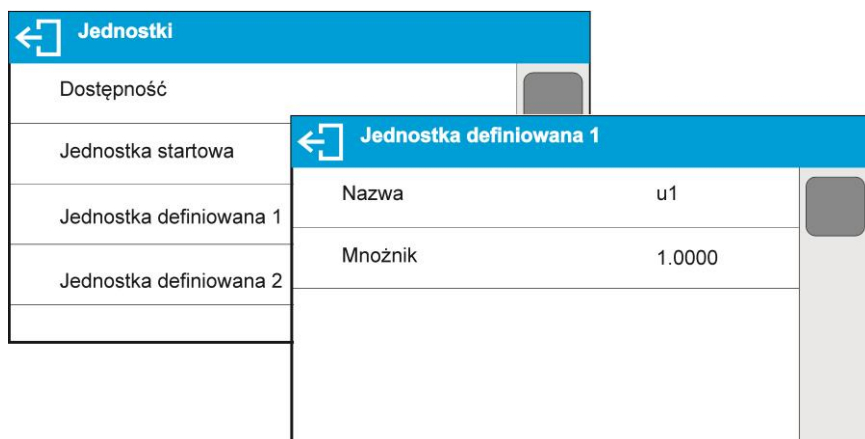 Jednostki
Dostępność
Jednostka startowa
Jednostka definiowana 1
Jednostka definiowana 2
Jednostka definiowana 1
Nazwa u1
Mnożnik 1.0000